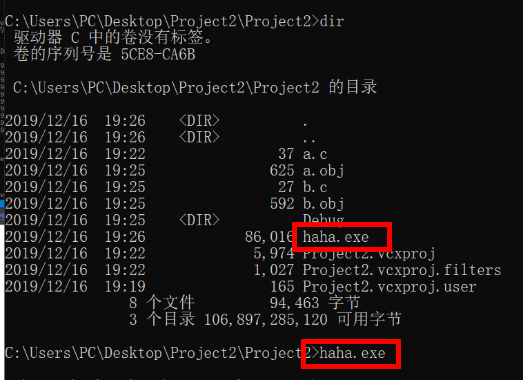 C:\Users\PC\Desktop\Project2\Project2>dir
驱动器 C 中的卷没有标签。
卷的序列号是 5CE8-CA6B
C:\Users\PC\Desktop\Project2\Project2 的目录
2019/12/16 19:26 <DIR> .
2019/12/16 19:26 <DIR> ..
2019/12/16 19:22 37 a.c
2019/12/16 19:25 625 a.obj
2019/12/16 19:22 27 b.c
2019/12/16 19:25 592 b.obj
2019/12/16 19:25 <DIR> Debug
2019/12/16 19:26 86,016 haha.exe
2019/12/16 19:22 5,974 Project2.vcxproj
2019/12/16 19:22 1,027 Project2.vcxproj.filters
2019/12/16 19:19 165 Project2.vcxproj.user
8 个文件 94,463 字节
3 个目录 106,897,285,120 可用字节
C:\Users\PC\Desktop\Project2\Project2>haha.exe